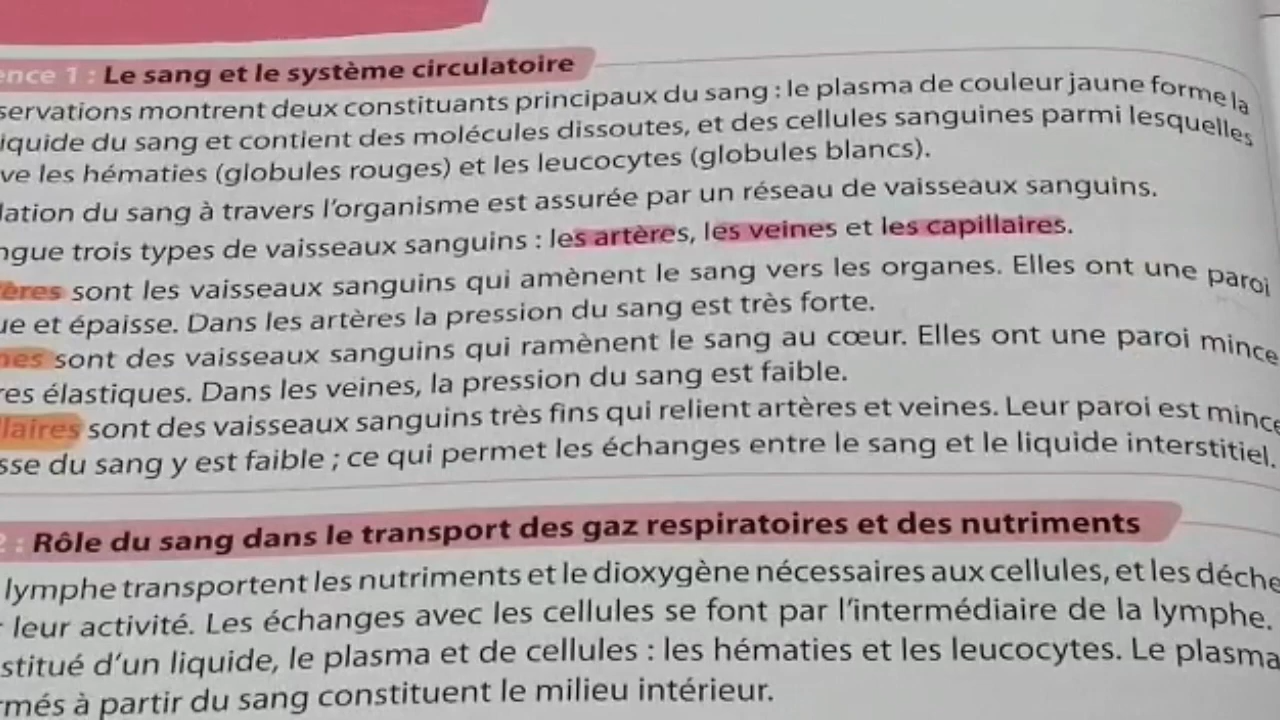 ence 1 : Le sang et le système circulatoire
servations montrent deux constituants principaux du sang : le plasma de couleur jaune forme la
iquide du sang et contient des molécules dissoutes, et des cellules sanguines parmi lesquelles
ve les hématies (globules rouges) et les leucocytes (globules blancs).
lation du sang à travers l'organisme est assurée par un réseau de vaisseaux sanguins.
ngue trois types de vaisseaux sanguins : les artères, les veines et les capillaires.
ères sont les vaisseaux sanguins qui amènent le sang vers les organes. Elles ont une paroi
ue et épaisse. Dans les artères la pression du sang est très forte.
nes sont des vaisseaux sanguins qui ramènent le sang au cœur. Elles ont une paroi mince
res élastiques. Dans les veines, la pression du sang est faible.
laires sont des vaisseaux sanguins très fins qui relient artères et veines. Leur paroi est mince
sse du sang y est faible ; ce qui permet les échanges entre le sang et le liquide interstitiel.
2 : Rôle du sang dans le transport des gaz respiratoires et des nutriments
lymphe transportent les nutriments et le dioxygène nécessaires aux cellules, et les déche
r leur activité. Les échanges avec les cellules se font par l'intermédiaire de la lymphe.
stitué d'un liquide, le plasma et de cellules : les hématies et les leucocytes. Le plasma
rmés à partir du sang constituent le milieu intérieur.